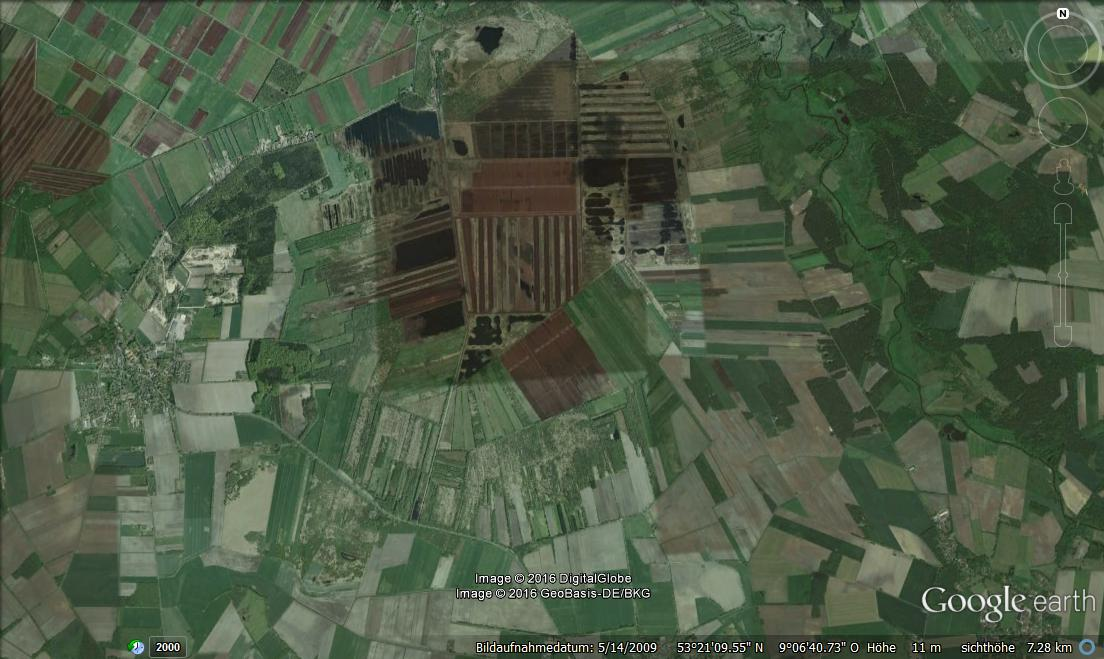 N
Image © 2016 DigitalGlobe
Image © 2016 GeoBasis-DE/BKG
Google earth
2000
Bildaufnahmedatum: 5/14/2009 53°21'09.55" N 9°06'40.73" O Höhe 11 m sichthöhe 7.28 km